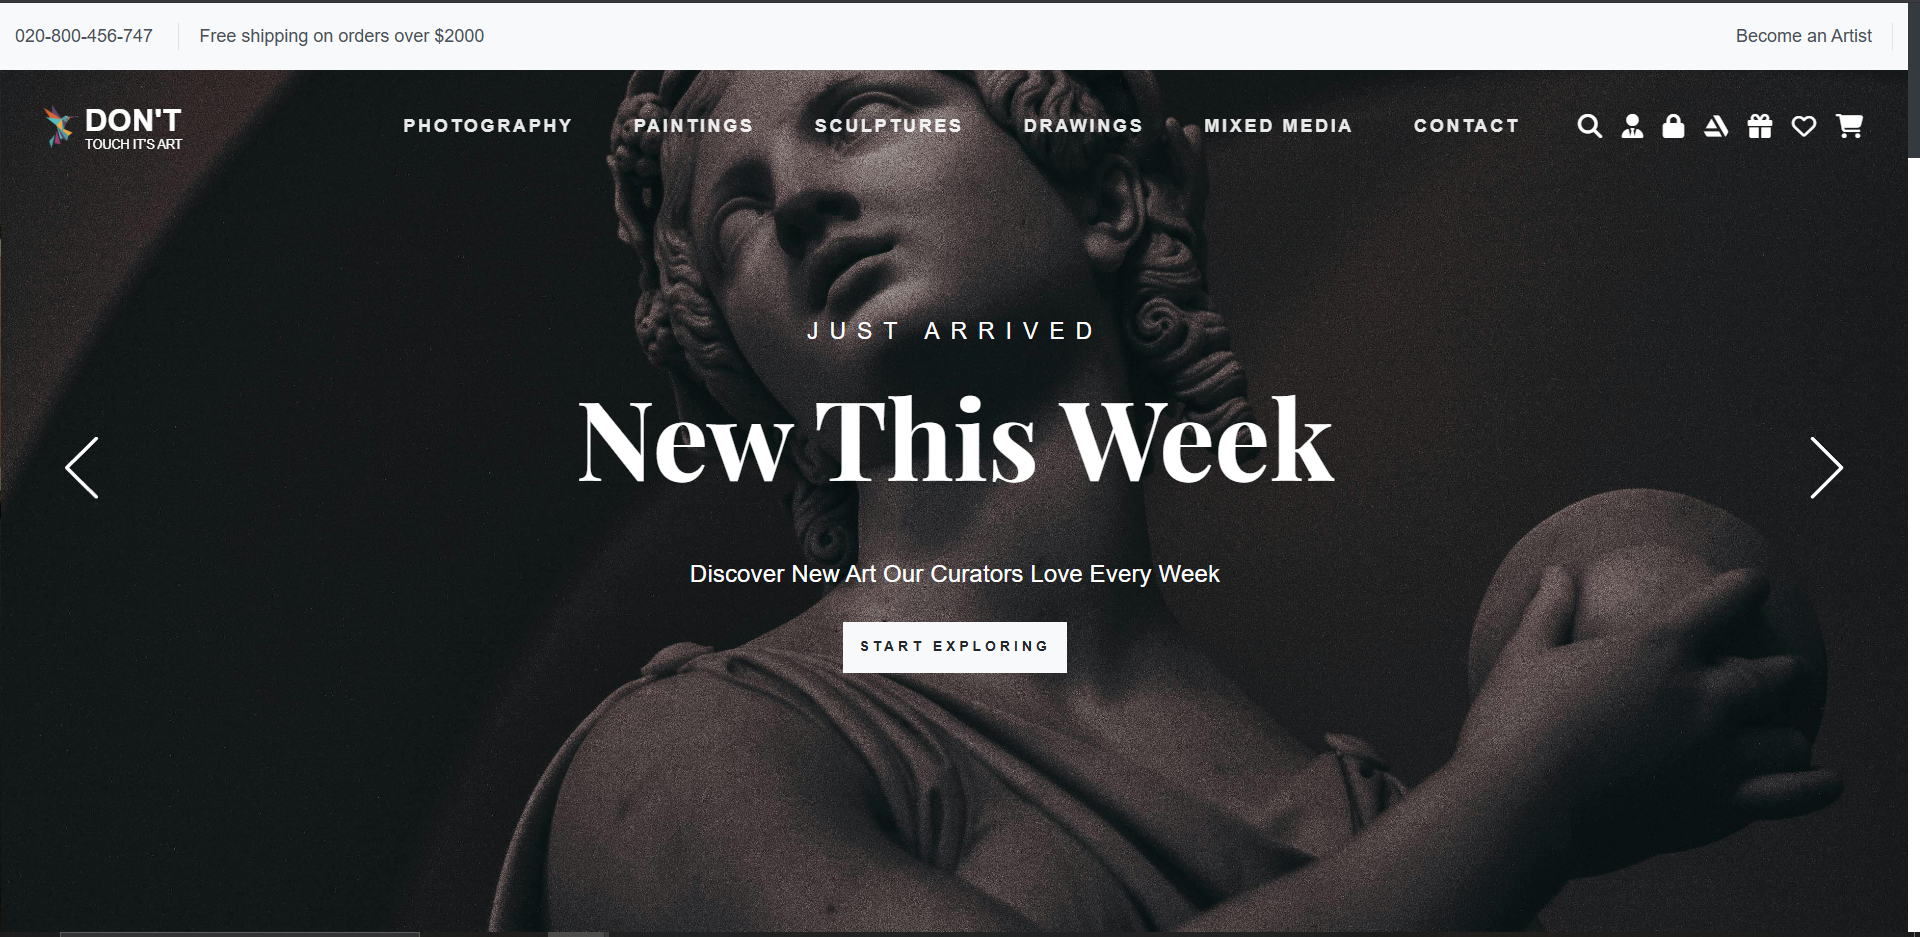 020-800-456-747
Free shipping on orders over $2000
Become an Artist
DON'T
TOUCH IT'S ART
PHOTOGRAPHY
PAINTINGS
SCULPTURES
DRAWINGS
MIXED MEDIA
CONTACT
JUST ARRIVED
New This Week
Discover New Art Our Curators Love Every Week
START EXPLORING